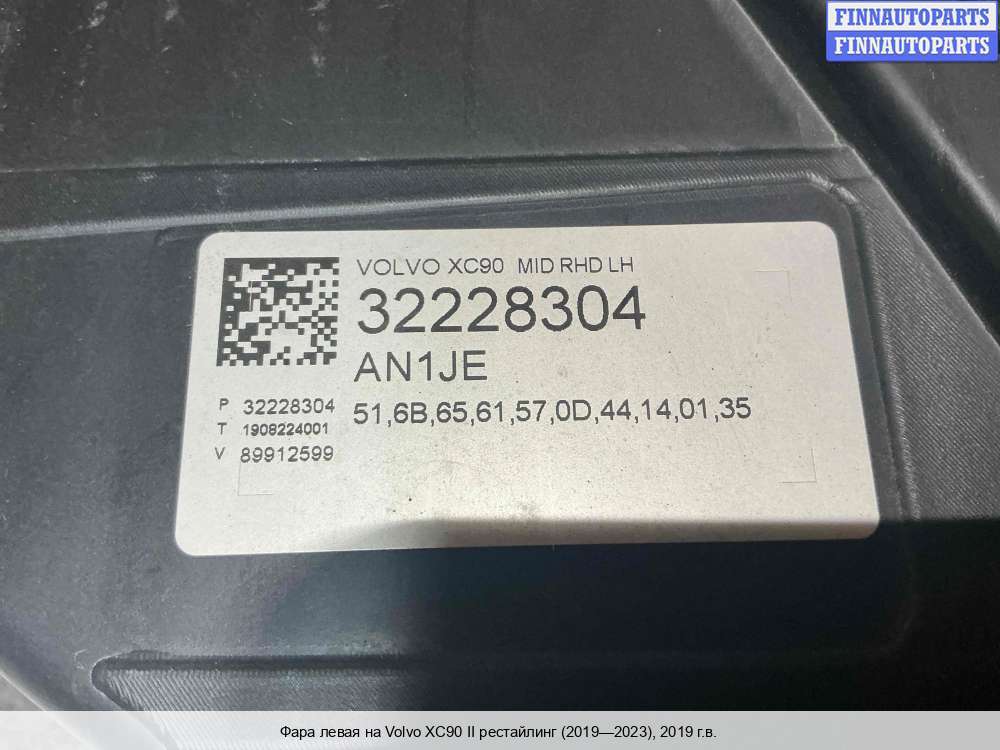 FINNAUTOPARTS
FINNAUTOPARTS
VOLVO XC90 MID RHD LH
32228304
AN1JE
51,6B,65,61,57,0D,44,14,01,35
P 32228304
T 1908224001
V 89912599
Фара левая на Volvo XC90 II рестайлинг (2019—2023), 2019 г.в.